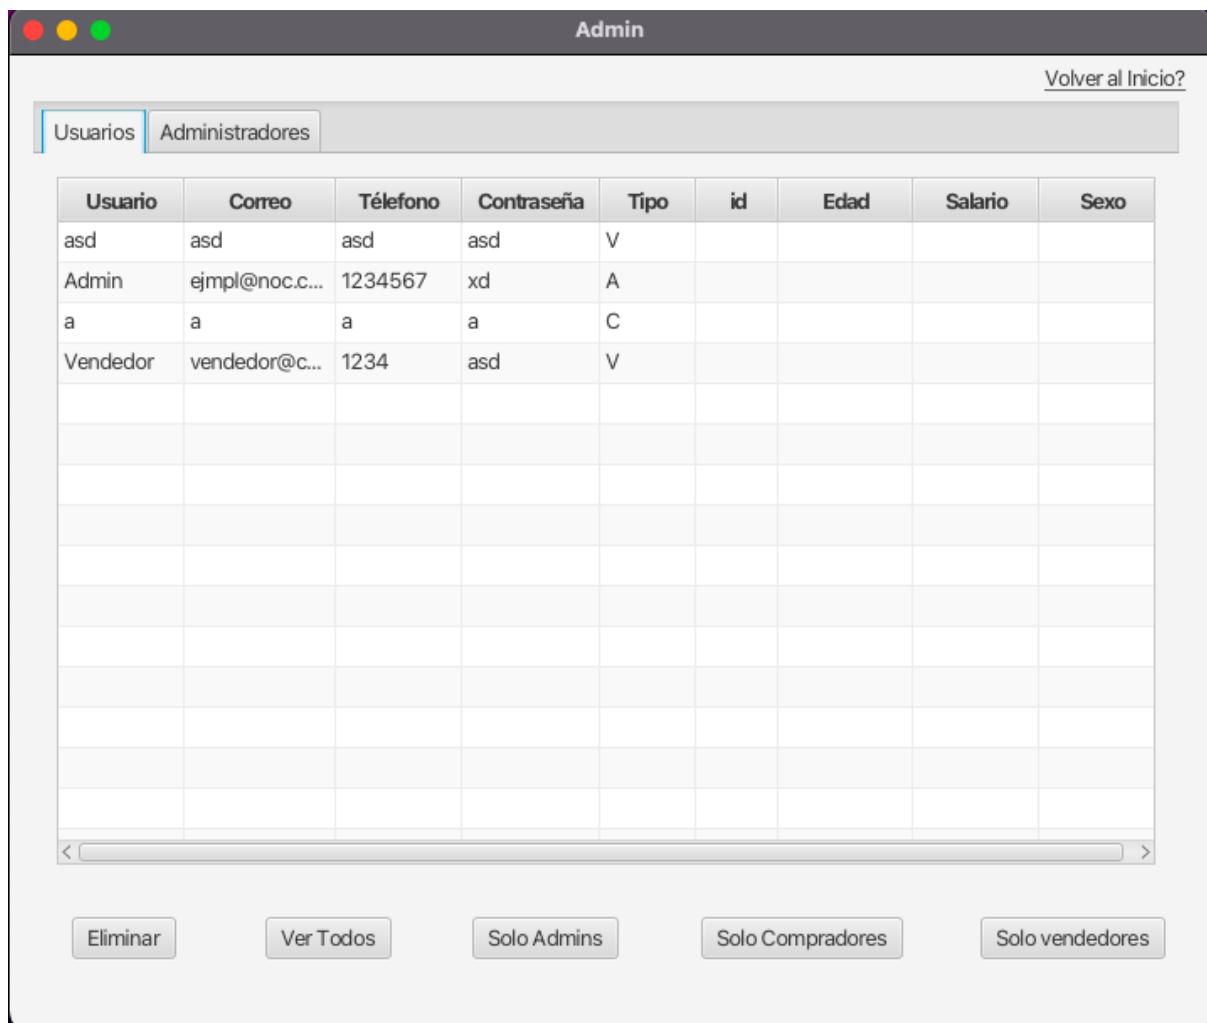 Admin
Volver al Inicio?
Usuarios Administradores
Usuario Correo Télefono Contraseña Tipo id Edad Salario Sexo
asd asd asd asd V
Admin ejmpl@noc.c... 1234567 xd A
a a a a C
Vendedor vendedor@c... 1234 asd V
Eliminar Ver Todos Solo Admins Solo Compradores Solo vendedores